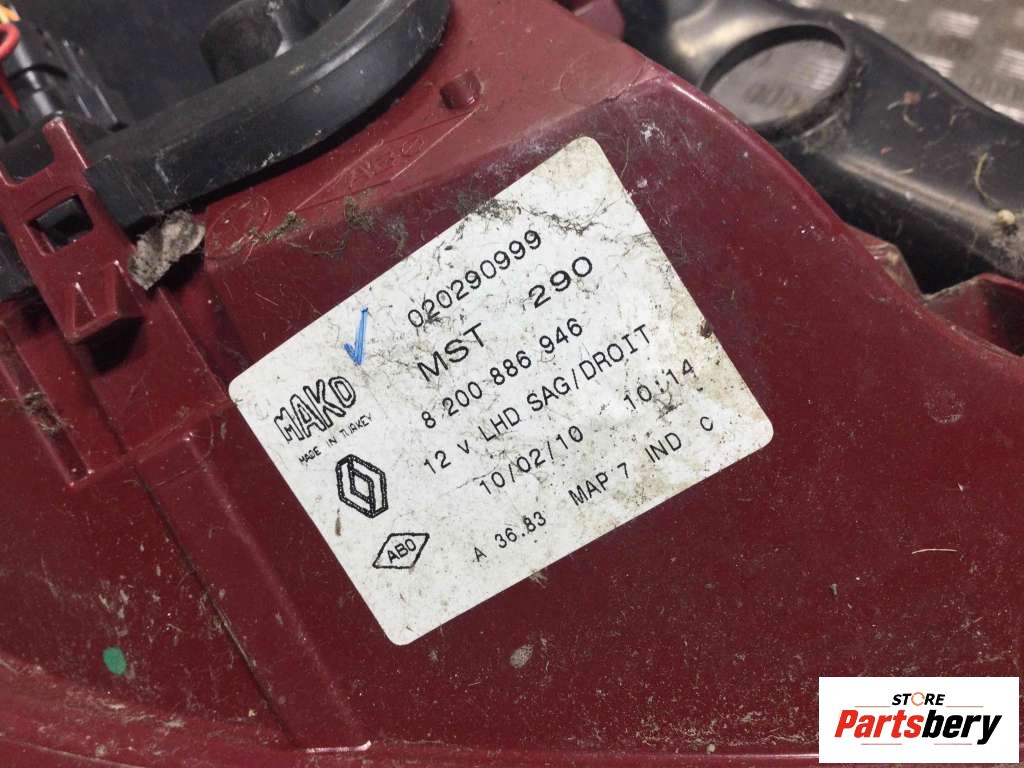 MAKO
MADE IN TURKEY
020290999
MST 290
8 200 886 946
12 V LHD SAG/DROIT
10/02/10 10:14
A 36.83 MAP 7 IND C
ABO
STORE
Partsbery